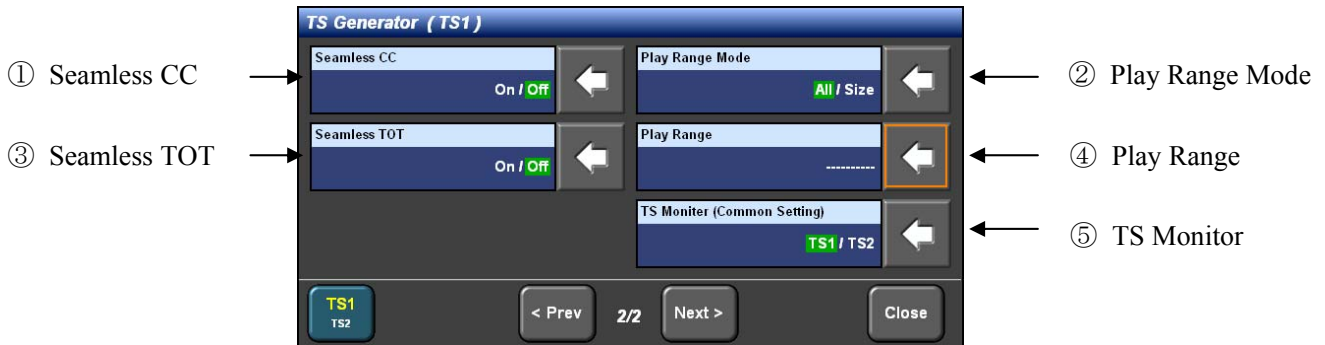 TS Generator ( TS1 )
① Seamless CC
Seamless CC
On / Off
Play Range Mode
All / Size
② Play Range Mode
③ Seamless TOT
Seamless TOT
On / Off
Play Range
----------
④ Play Range
TS Moniter (Common Setting)
TS1 / TS2
⑤ TS Monitor
TS1
TS2
< Prev
2/2
Next >
Close